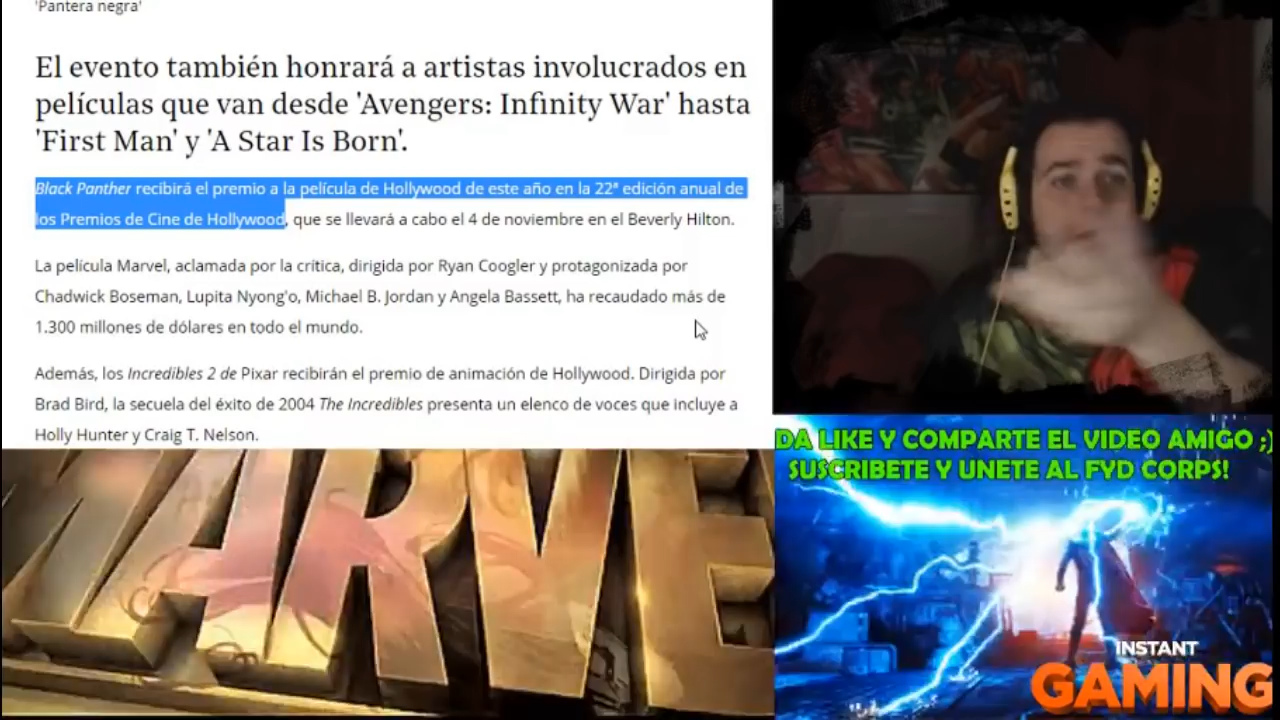 'Pantera negra'
El evento también honrará a artistas involucrados en
películas que van desde 'Avengers: Infinity War' hasta
'First Man' y 'A Star Is Born'.
Black Panther recibirá el premio a la película de Hollywood de este año en la 22ª edición anual de
los Premios de Cine de Hollywood, que se llevará a cabo el 4 de noviembre en el Beverly Hilton.
La película Marvel, aclamada por la crítica, dirigida por Ryan Coogler y protagonizada por
Chadwick Boseman, Lupita Nyong'o, Michael B. Jordan y Angela Bassett, ha recaudado más de
1.300 millones de dólares en todo el mundo.
Además, los Incredibles 2 de Pixar recibirán el premio de animación de Hollywood. Dirigida por
Brad Bird, la secuela del éxito de 2004 The Incredibles presenta un elenco de voces que incluye a
Holly Hunter y Craig T. Nelson.
MARVE
DA LIKE Y COMPARTE EL VIDEO AMIGO ;)
SUSCRIBETE Y UNETE AL FYD CORPS!
INSTANT
GAMING